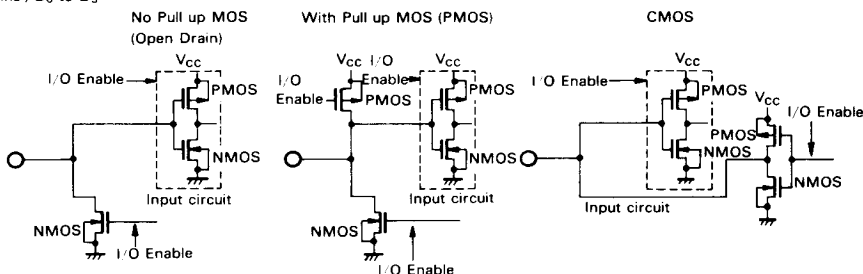 No Pull up MOS
(Open Drain)
VCC
I/O Enable
PMOS
NMOS
Input circuit
NMOS
I/O Enable
With Pull up MOS (PMOS)
I/O
VCC
Enable
VCC
I/O
Enable
PMOS
PMOS
NMOS
Input circuit
NMOS
I/O Enable
CMOS
VCC
I/O Enable
PMOS
NMOS
Input circuit
VCC
I/O Enable
PMOS
NMOS